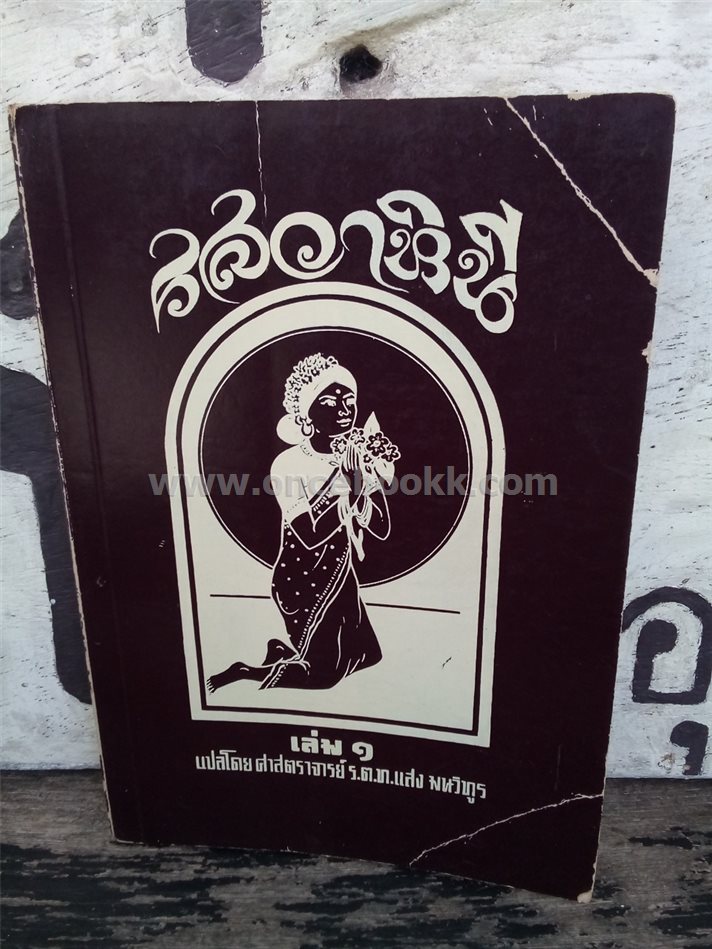 รสวาหินี
www.oncebookk.com
เล่ม ๑
แปลโดย ศาสตราจารย์ ร.ต.ท.แสง มนวิทูร